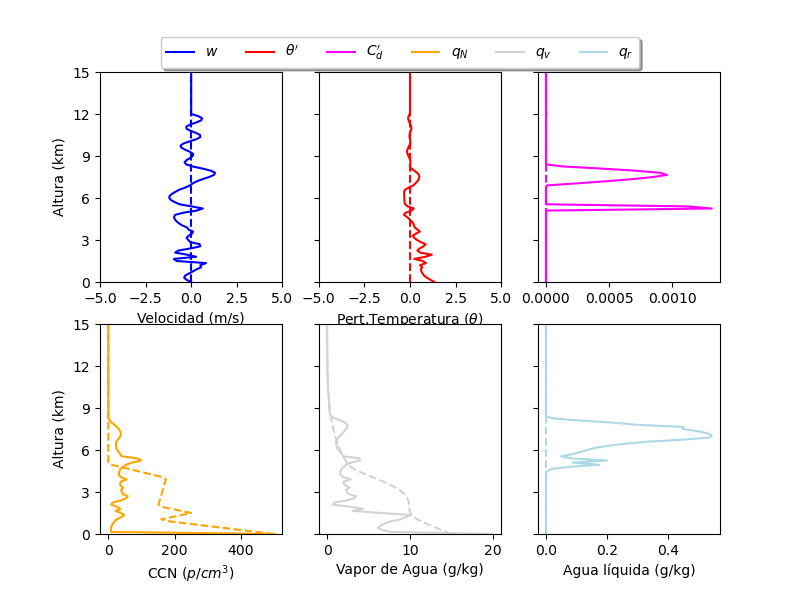 w θ′ C′d qN qv qr
15
12
9
6
3
0
Altura (km)
−5.0 −2.5 0.0 2.5 5.0
Velocidad (m/s)
−5.0 −2.5 0.0 2.5 5.0
Pert.Temperatura (θ)
0.0000 0.0005 0.0010
15
12
9
6
3
0
Altura (km)
0 200 400
CCN (p/cm³)
0 10 20
Vapor de Agua (g/kg)
0.0 0.2 0.4
Agua líquida (g/kg)